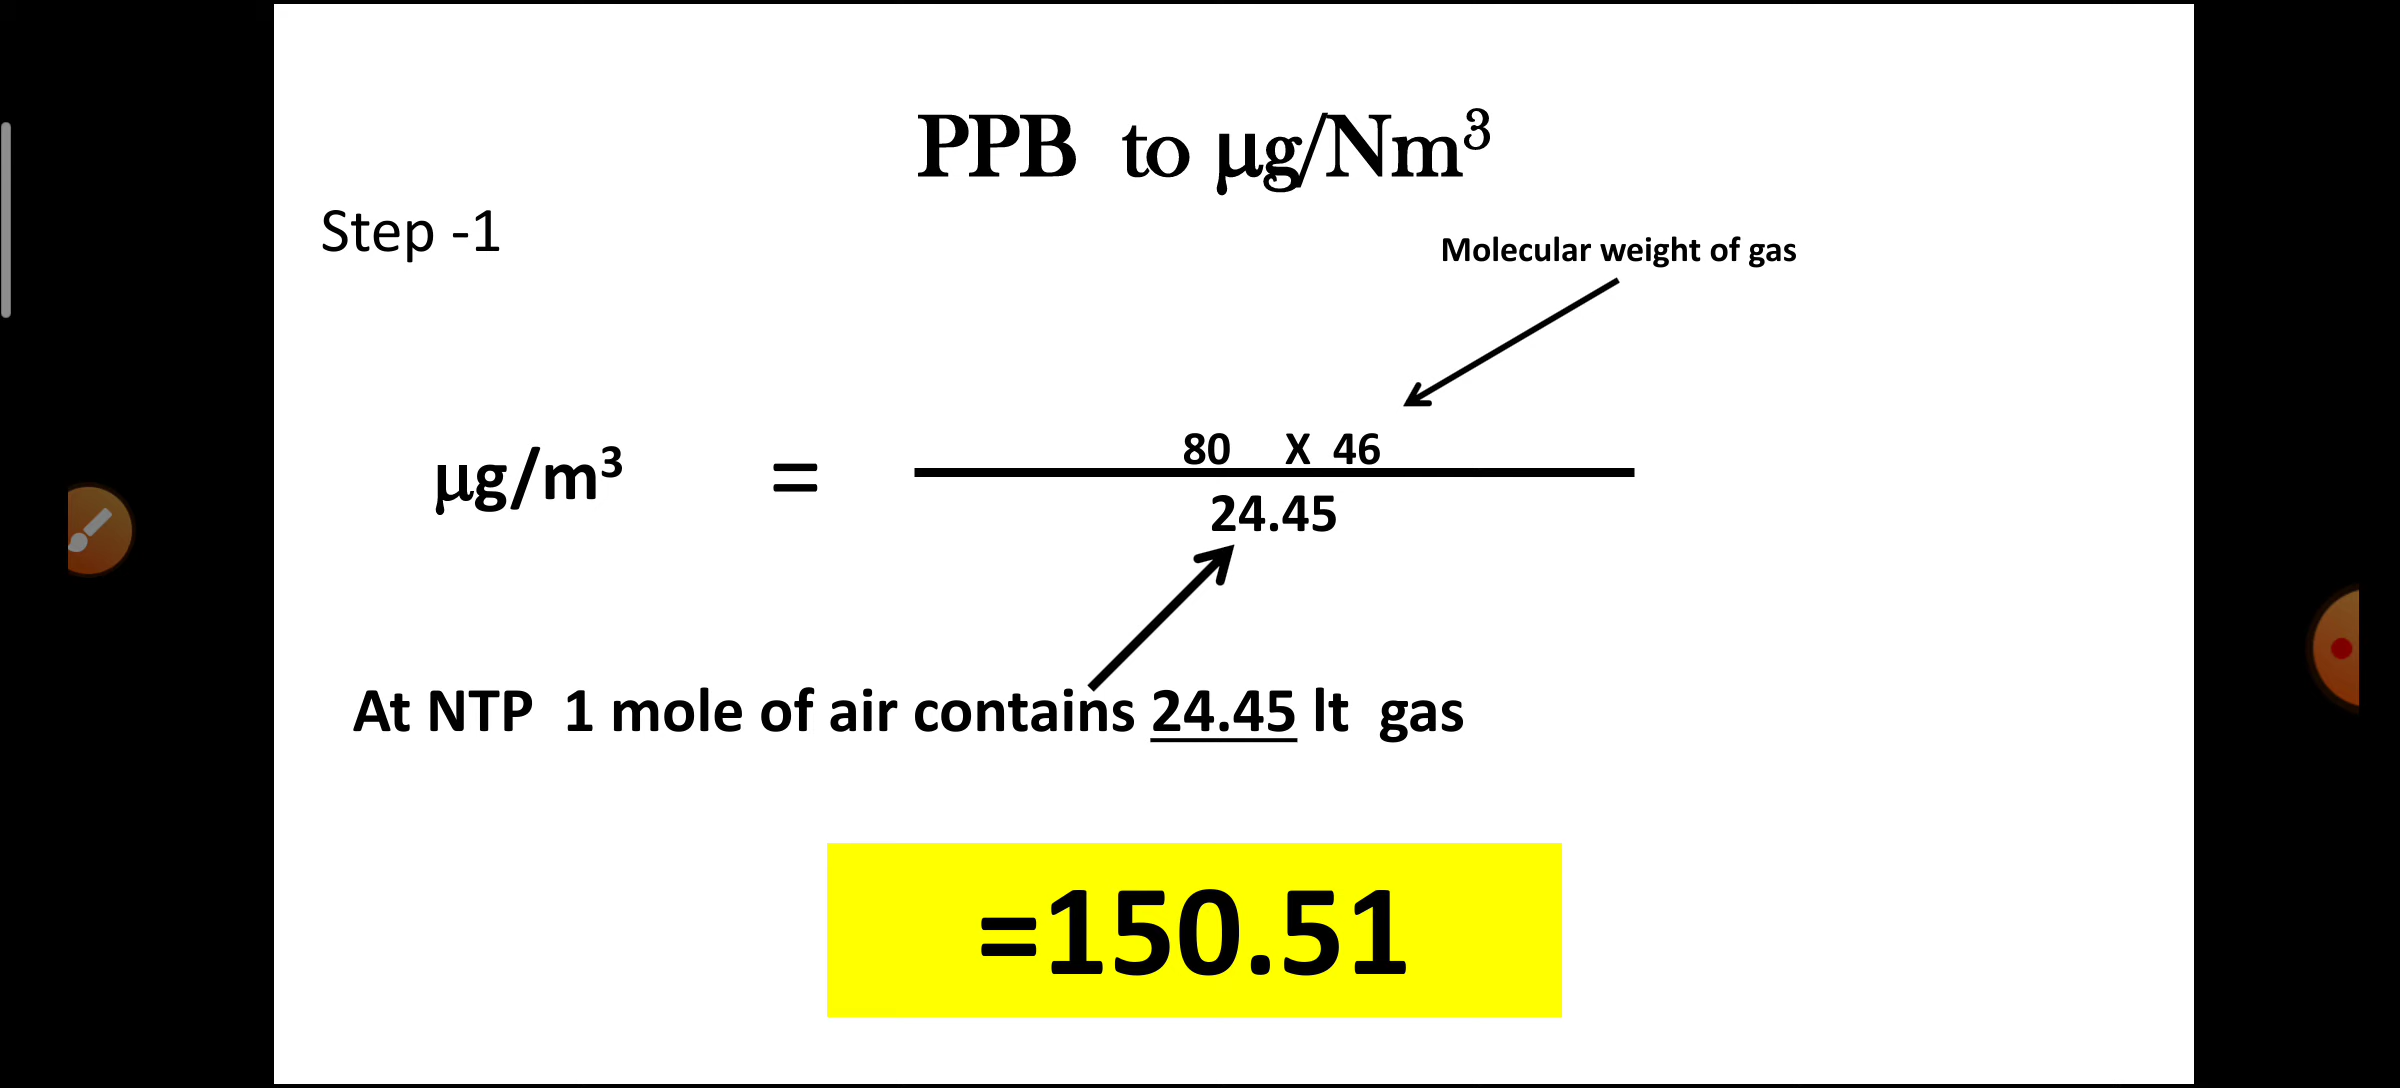 PPB to µg/Nm³
Step -1
Molecular weight of gas
80 X 46
µg/m³ =
24.45
At NTP 1 mole of air contains 24.45 lt gas
=150.51